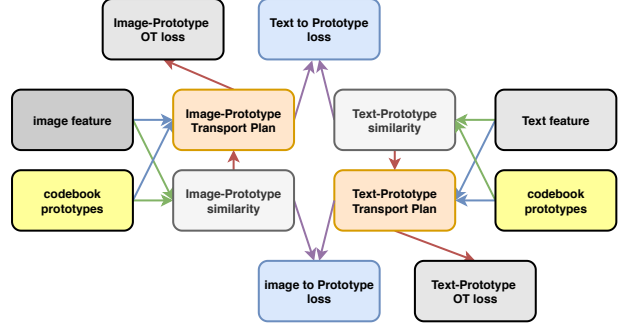 Image-Prototype
OT loss
Text to Prototype
loss
image feature
Image-Prototype
Transport Plan
Text-Prototype
similarity
Text feature
codebook
prototypes
Image-Prototype
similarity
Text-Prototype
Transport Plan
codebook
prototypes
image to Prototype
loss
Text-Prototype
OT loss